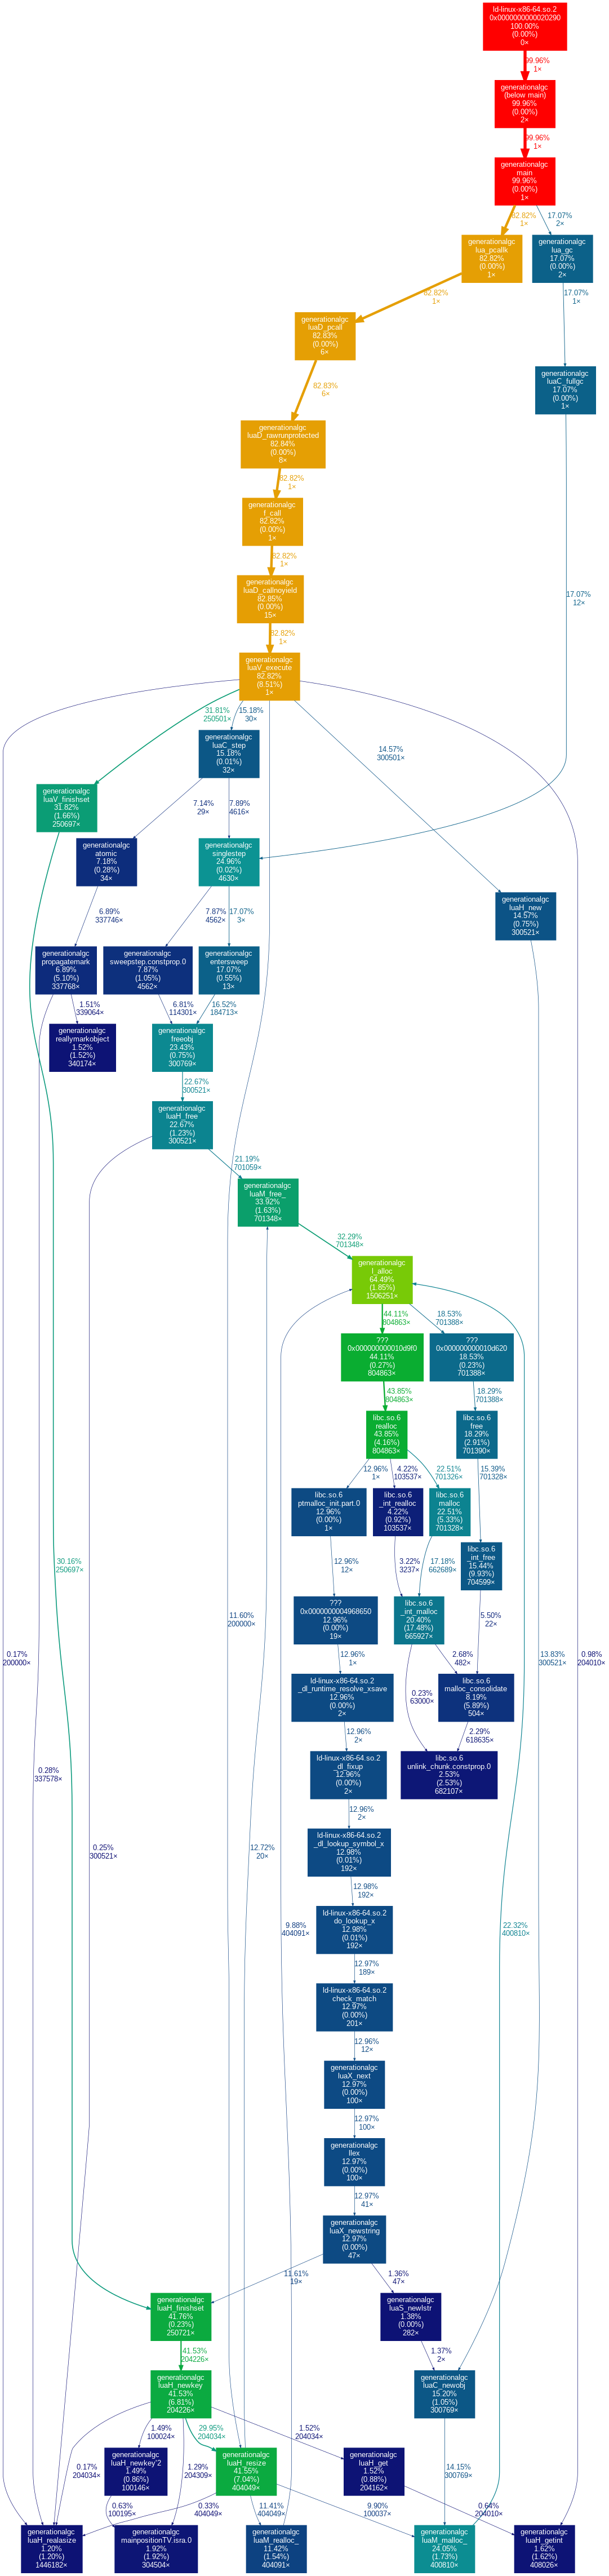 ld-linux-x86-64.so.2
0x0000000000020290
100.00%
(0.00%)
0×
99.96%
1×
generationalgc
(below main)
99.96%
(0.00%)
2×
99.96%
1×
generationalgc
main
99.96%
(0.00%)
1×
82.82%
1×
17.07%
2×
generationalgc
lua_pcallk
82.82%
(0.00%)
1×
generationalgc
lua_gc
17.07%
(0.00%)
2×
82.82%
1×
17.07%
1×
generationalgc
luaD_pcall
82.83%
(0.00%)
6×
generationalgc
luaC_fullgc
17.07%
(0.00%)
1×
82.83%
6×
generationalgc
luaD_rawrunprotected
82.84%
(0.00%)
8×
82.82%
1×
generationalgc
f_call
82.82%
(0.00%)
1×
82.82%
1×
17.07%
12×
generationalgc
luaD_callnoyield
82.85%
(0.00%)
15×
82.82%
1×
generationalgc
luaV_execute
82.82%
(8.51%)
1×
31.81%
250501×
15.18%
30×
14.57%
300501×
generationalgc
luaC_step
15.18%
(0.01%)
32×
generationalgc
luaV_finishset
31.82%
(1.66%)
250697×
7.14%
29×
7.89%
4616×
generationalgc
atomic
7.18%
(0.28%)
34×
generationalgc
singlestep
24.96%
(0.02%)
4630×
generationalgc
luaH_new
14.57%
(0.75%)
300521×
6.89%
337746×
7.87%
4562×
17.07%
3×
generationalgc
propagatemark
6.89%
(5.10%)
337768×
generationalgc
sweepstep.constprop.0
7.87%
(1.05%)
4562×
generationalgc
entersweep
17.07%
(0.55%)
13×
1.51%
339064×
6.81%
114301×
16.52%
184713×
generationalgc
reallymarkobject
1.52%
(1.52%)
340174×
generationalgc
freeobj
23.43%
(0.75%)
300769×
22.67%
300521×
generationalgc
luaH_free
22.67%
(1.23%)
300521×
21.19%
701059×
generationalgc
luaM_free_
33.92%
(1.63%)
701348×
32.29%
701348×
generationalgc
l_alloc
64.49%
(1.85%)
1506251×
44.11%
804863×
18.53%
701388×
???
0x000000000010d9f0
44.11%
(0.27%)
804863×
???
0x000000000010d620
18.53%
(0.23%)
701388×
43.85%
804863×
18.29%
701388×
libc.so.6
realloc
43.85%
(4.16%)
804863×
libc.so.6
free
18.29%
(2.91%)
701390×
12.96%
1×
4.22%
103537×
22.51%
701326×
15.39%
701328×
libc.so.6
ptmalloc_init.part.0
12.96%
(0.00%)
1×
libc.so.6
_int_realloc
4.22%
(0.92%)
103537×
libc.so.6
malloc
22.51%
(5.33%)
701328×
libc.so.6
_int_free
15.44%
(9.93%)
704599×
12.96%
12×
3.22%
3237×
17.18%
662689×
5.50%
22×
30.16%
250697×
11.60%
200000×
???
0x0000000004968650
12.96%
(0.00%)
19×
libc.so.6
_int_malloc
20.40%
(17.48%)
665927×
0.17%
200000×
12.96%
1×
2.68%
482×
13.83%
300521×
0.98%
204010×
ld-linux-x86-64.so.2
_dl_runtime_resolve_xsave
12.96%
(0.00%)
2×
0.23%
63000×
libc.so.6
malloc_consolidate
8.19%
(5.89%)
504×
12.96%
2×
2.29%
618635×
0.28%
337578×
ld-linux-x86-64.so.2
_dl_fixup
12.96%
(0.00%)
2×
libc.so.6
unlink_chunk.constprop.0
2.53%
(2.53%)
682107×
12.96%
2×
0.25%
300521×
12.72%
20×
ld-linux-x86-64.so.2
_dl_lookup_symbol_x
12.98%
(0.01%)
192×
12.98%
192×
9.88%
404091×
22.32%
400810×
ld-linux-x86-64.so.2
do_lookup_x
12.98%
(0.01%)
192×
12.97%
189×
ld-linux-x86-64.so.2
check_match
12.97%
(0.00%)
201×
12.96%
12×
generationalgc
luaX_next
12.97%
(0.00%)
100×
12.97%
100×
generationalgc
llex
12.97%
(0.00%)
100×
12.97%
41×
generationalgc
luaX_newstring
12.97%
(0.00%)
47×
11.61%
19×
1.36%
47×
generationalgc
luaH_finishset
41.76%
(0.23%)
250721×
generationalgc
luaS_newlstr
1.38%
(0.00%)
282×
41.53%
204226×
1.37%
2×
generationalgc
luaH_newkey
41.53%
(6.81%)
204226×
generationalgc
luaC_newobj
15.20%
(1.05%)
300769×
0.17%
204034×
1.49%
100024×
1.29%
204309×
29.95%
204034×
1.52%
204034×
14.15%
300769×
generationalgc
luaH_newkey'2
1.49%
(0.86%)
100146×
generationalgc
luaH_resize
41.55%
(7.04%)
404049×
generationalgc
luaH_get
1.52%
(0.88%)
204162×
0.63%
100195×
0.33%
404049×
11.41%
404049×
9.90%
100037×
0.64%
204010×
generationalgc
luaH_realasize
1.20%
(1.20%)
1446182×
generationalgc
mainpositionTV.isra.0
1.92%
(1.92%)
304504×
generationalgc
luaM_realloc_
11.42%
(1.54%)
404091×
generationalgc
luaM_malloc_
24.05%
(1.73%)
400810×
generationalgc
luaH_getint
1.62%
(1.62%)
408026×